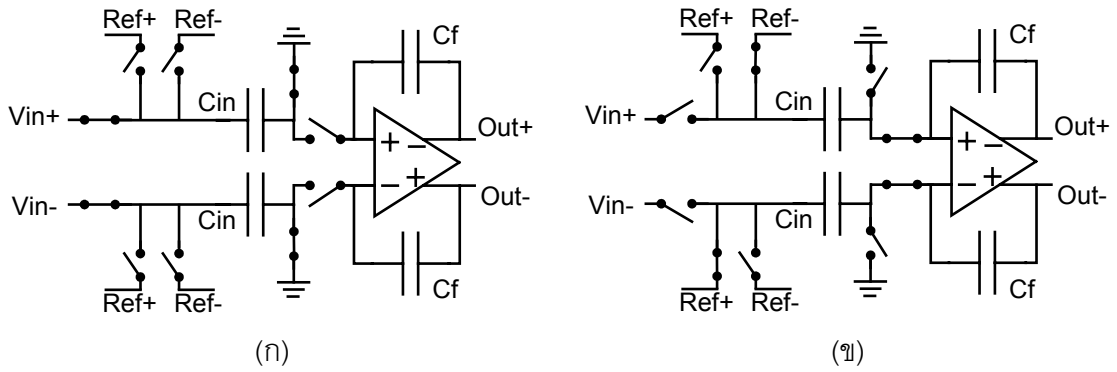 Ref+ Ref-
Cf
Vin+
Cin
Out+
+ −
− +
Vin-
Cin
Out-
Ref+ Ref-
Cf
(ก)
Ref+ Ref-
Cf
Vin+
Cin
Out+
+ −
− +
Vin-
Cin
Out-
Ref+ Ref-
Cf
(ข)